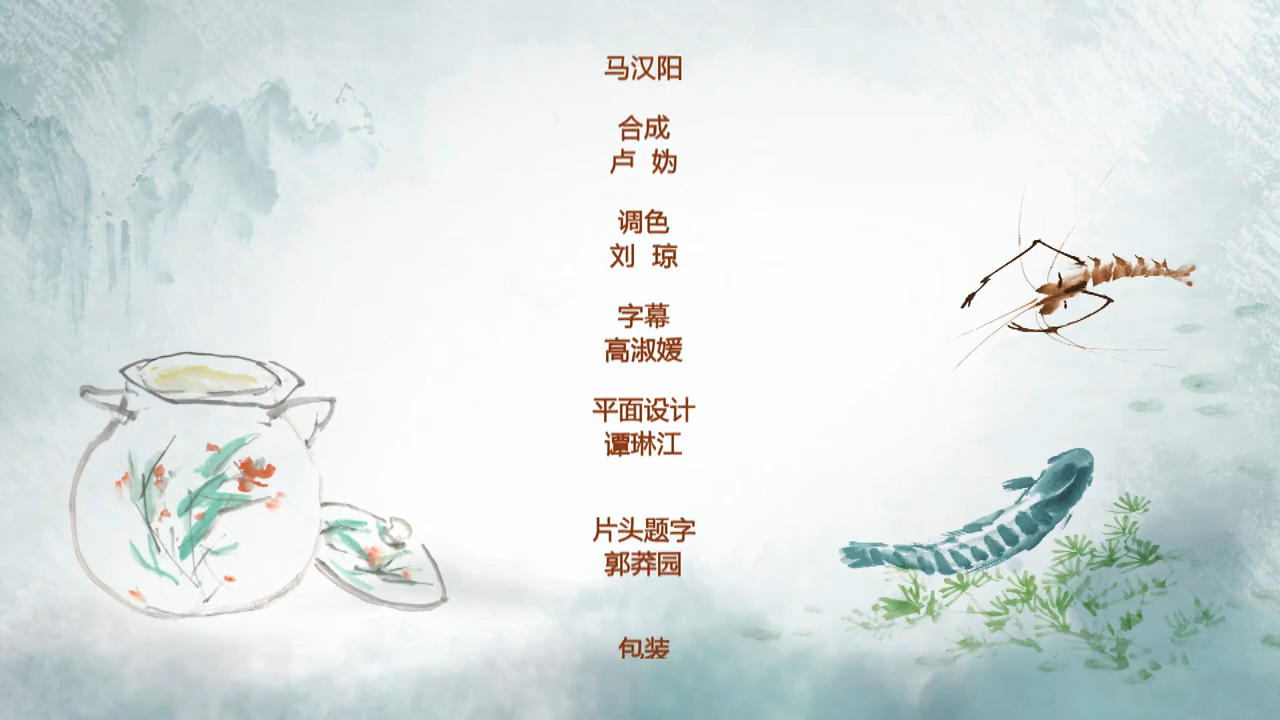 马汉阳
合成
卢 妫
调色
刘 琼
字幕
高淑媛
平面设计
谭琳江
片头题字
郭莽园
包装